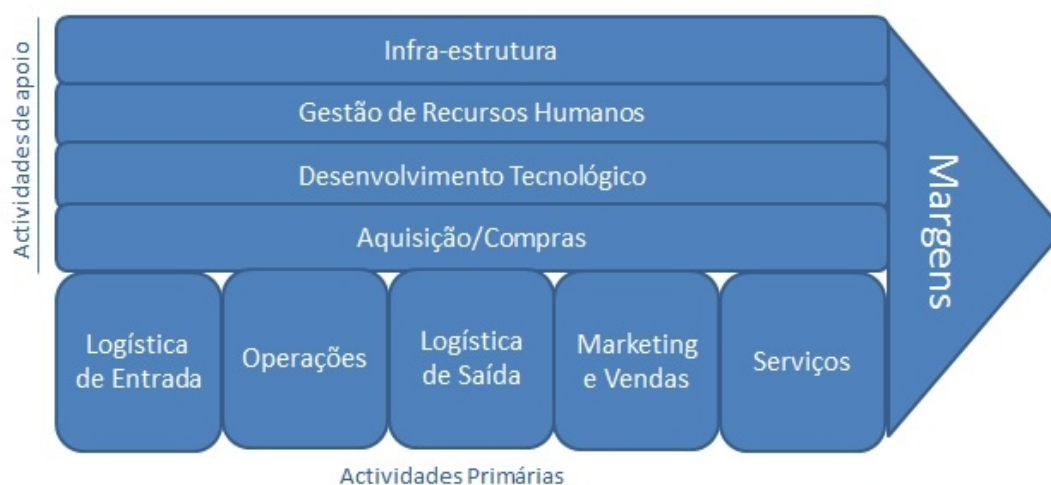 Actividades de apoio
Infra-estrutura
Gestão de Recursos Humanos
Desenvolvimento Tecnológico
Aquisição/Compras
Logística
de Entrada
Operações
Logística
de Saída
Marketing
e Vendas
Serviços
Margens
Actividades Primárias